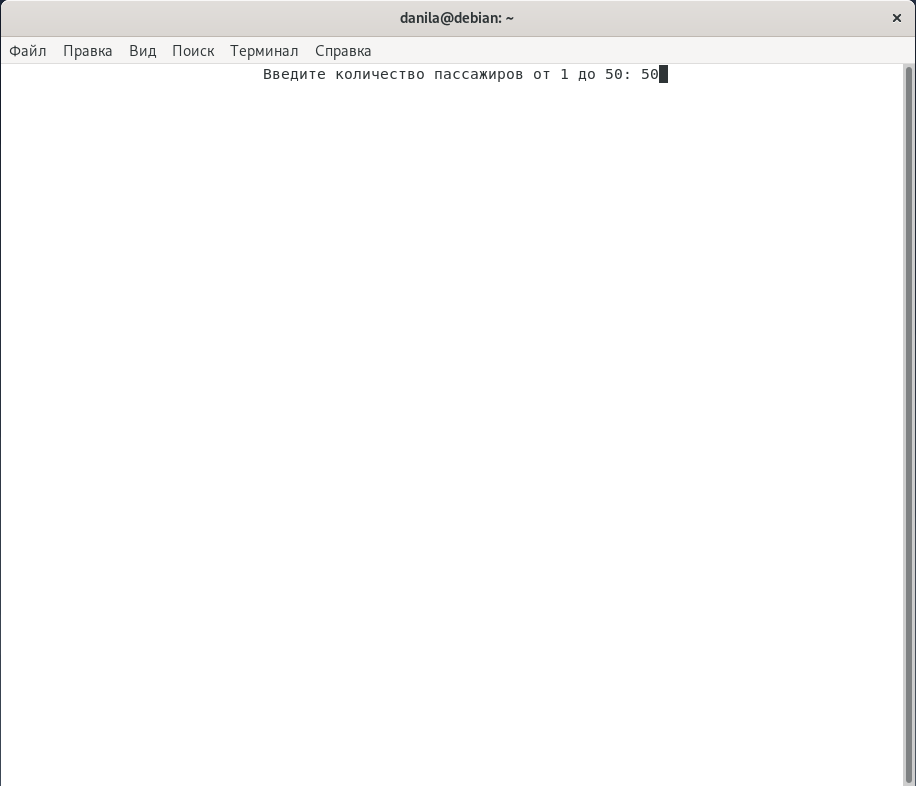 danila@debian: ~
Файл Правка Вид Поиск Терминал Справка
Введите количество пассажиров от 1 до 50: 50